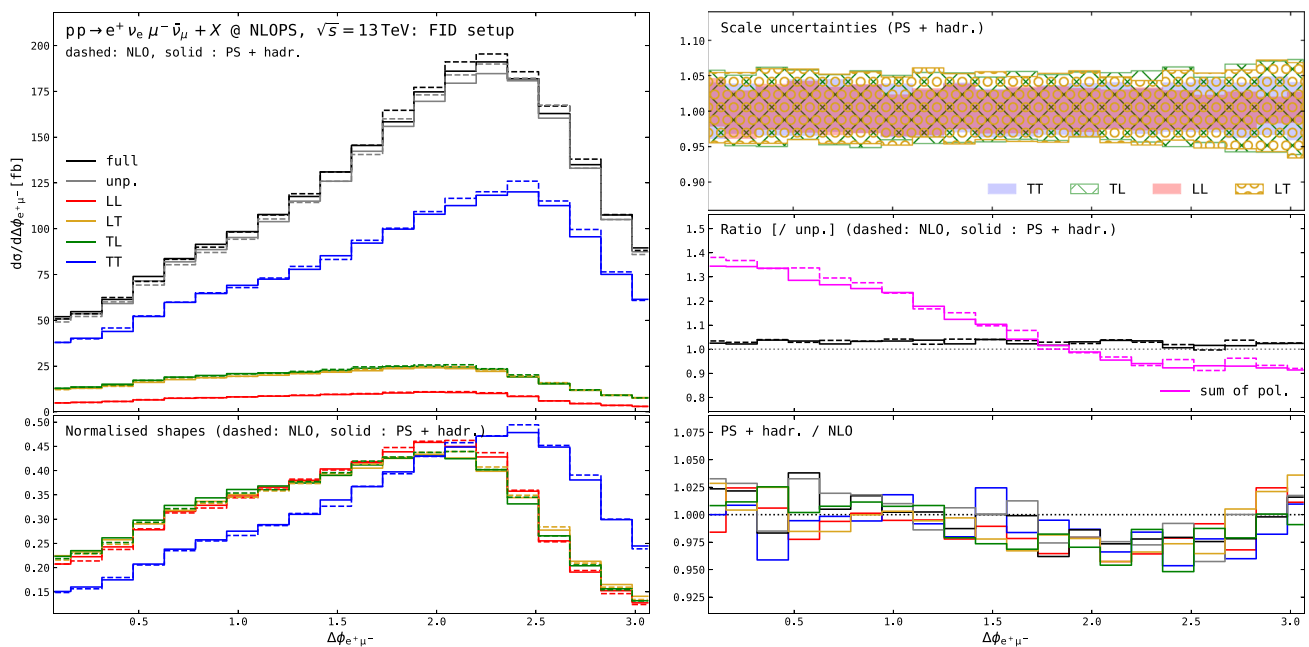 pp → e⁺ νₑ μ⁻ ν̄_μ + X @ NLOPS, √s = 13 TeV: FID setup
dashed: NLO, solid : PS + hadr.
dσ/dΔϕ_{e⁺μ⁻} [fb]
200
175
150
125
100
75
50
25
0
full
unp.
LL
LT
TL
TT
Normalised shapes (dashed: NLO, solid : PS + hadr.)
0.50
0.45
0.40
0.35
0.30
0.25
0.20
0.15
0.5 1.0 1.5 2.0 2.5 3.0
Δϕ_{e⁺μ⁻}
Scale uncertainties (PS + hadr.)
1.10
1.05
1.00
0.95
0.90
TT TL LL LT
Ratio [/ unp.] (dashed: NLO, solid : PS + hadr.)
1.5
1.4
1.3
1.2
1.1
1.0
0.9
0.8
sum of pol.
PS + hadr. / NLO
1.075
1.050
1.025
1.000
0.975
0.950
0.925
0.5 1.0 1.5 2.0 2.5 3.0
Δϕ_{e⁺μ⁻}